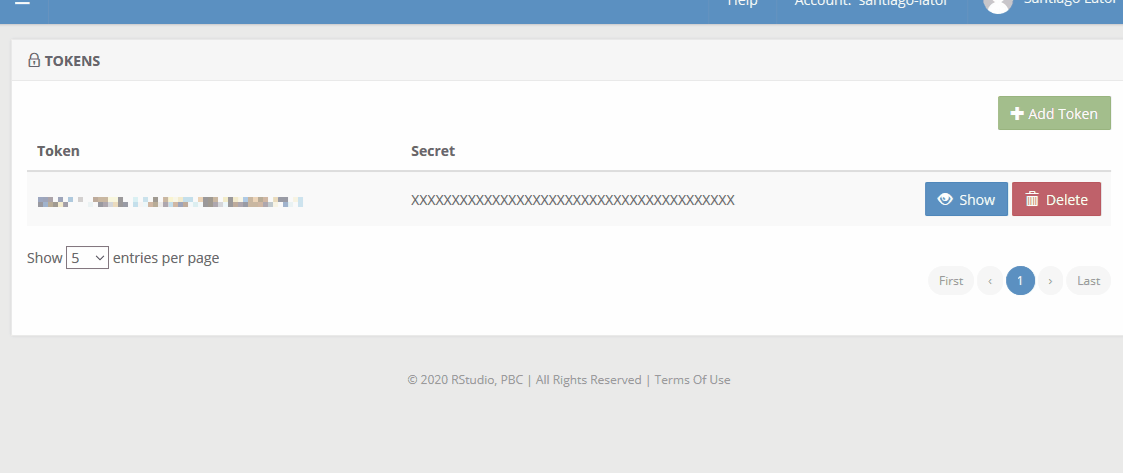 Help Account: santiago-lator Santiago Lator
TOKENS
Add Token
Token Secret
XXXXXXXXXXXXXXXXXXXXXXXXXXXXXXXXXXXXXXXX Show Delete
Show 5 entries per page
First ‹ 1 › Last
© 2020 RStudio, PBC | All Rights Reserved | Terms Of Use